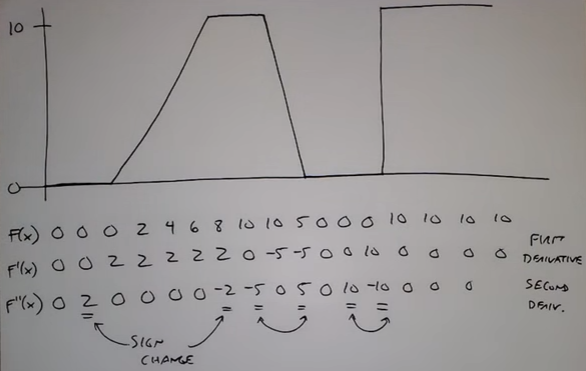 10
0
F(x) 0 0 0 2 4 6 8 10 10 5 0 0 0 10 10 10 10
F'(x) 0 0 2 2 2 2 2 0 -5 -5 0 0 10 0 0 0 0
FIRST
DERIVATIVE
F"(x) 0 2 0 0 0 0 -2 -5 0 5 0 10 -10 0 0 0
SECOND
DERIV.
SIGN
CHANGE